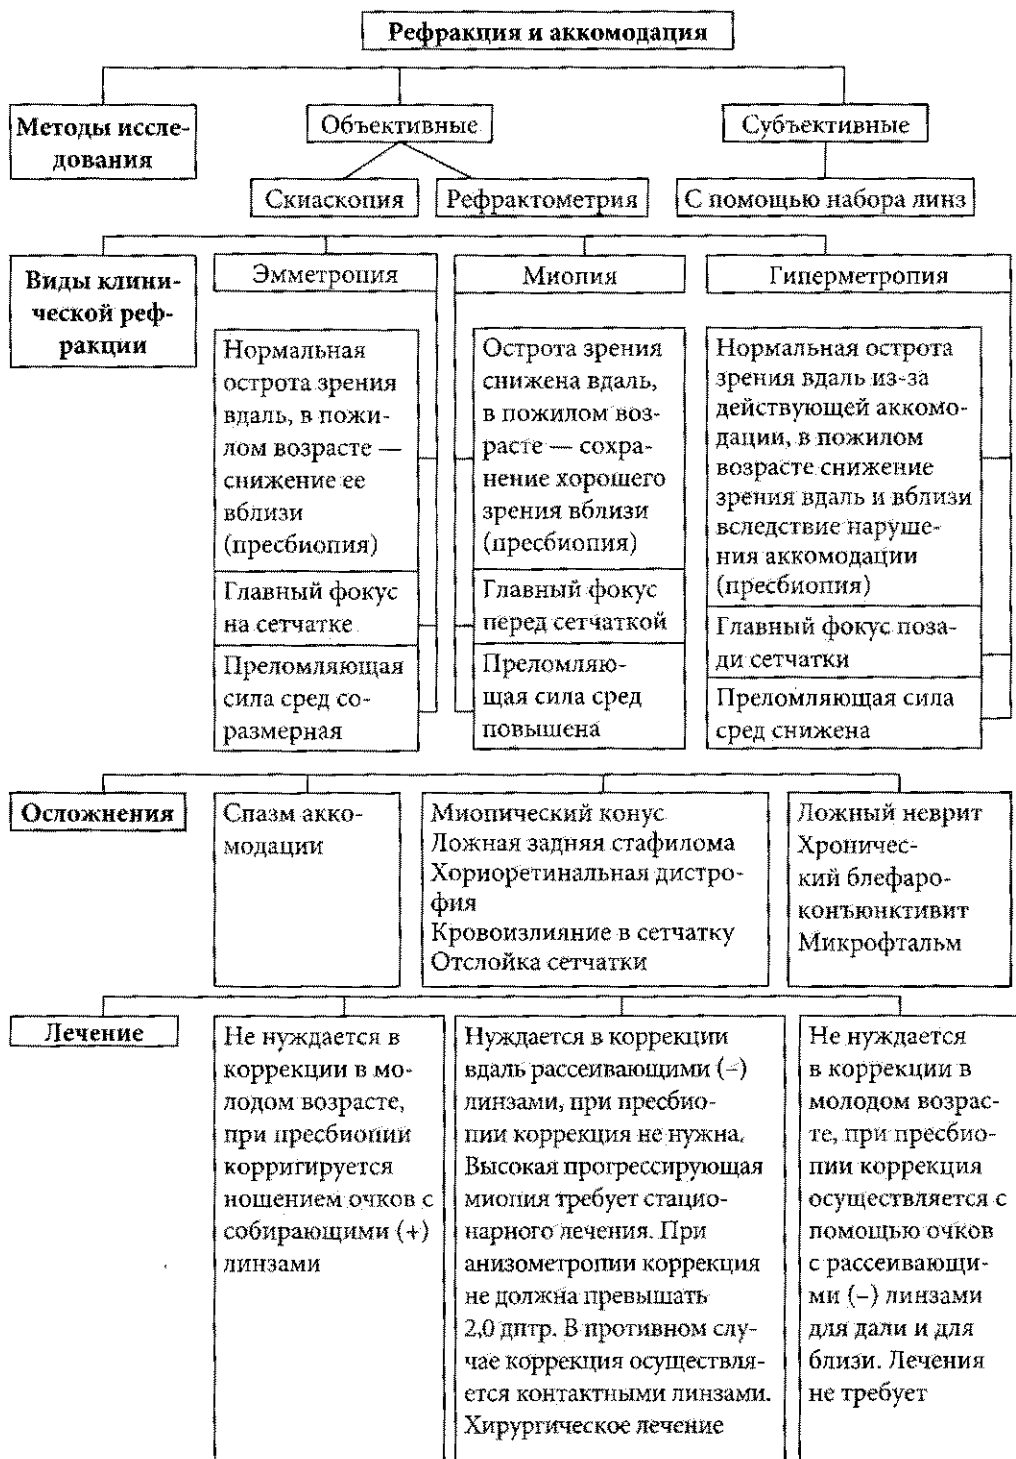 Рефракция и аккомодация
Методы иссле-
дования
Объективные
Субъективные
Скиаскопия
Рефрактометрия
С помощью набора линз
Виды клини-
ческой реф-
ракции
Эмметропия
Миопия
Гиперметропия
Нормальная
острота зрения
вдаль, в пожи-
лом возрасте —
снижение ее
вблизи
(пресбиопия)
Главный фокус
на сетчатке
Преломляющая
сила сред со-
размерная
Острота зрения
снижена вдаль,
в пожилом воз-
расте — сохра-
нение хорошего
зрения вблизи
(пресбиопия)
Главный фокус
перед сетчаткой
Преломляю-
щая сила сред
повышена
Нормальная острота
зрения вдаль из-за
действующей аккомо-
дации, в пожилом
возрасте снижение
зрения вдаль и вблизи
вследствие наруше-
ния аккомодации
(пресбиопия)
Главный фокус поза-
ди сетчатки
Преломляющая сила
сред снижена
Осложнения
Спазм акко-
модации
Миопический конус
Ложная задняя стафилома
Хориоретинальная дистро-
фия
Кровоизлияние в сетчатку
Отслойка сетчатки
Ложный неврит
Хроничес-
кий блефаро-
конъюнктивит
Микрофтальм
Лечение
Не нуждается в
коррекции в мо-
лодом возрасте,
при пресбиопии
корригируется
ношением очков с
собирающими (+)
линзами
Нуждается в коррекции
вдаль рассеивающими (–)
линзами, при пресбио-
пии коррекция не нужна.
Высокая прогрессирующая
миопия требует стацио-
нарного лечения. При
анизометропии коррекция
не должна превышать
2,0 дптр. В противном слу-
чае коррекция осуществля-
ется контактными линзами.
Хирургическое лечение
Не нуждается
в коррекции в
молодом возрас-
те, при пресбио-
пии коррекция
осуществляется с
помощью очков
с рассеивающи-
ми (–) линзами
для дали и для
близи. Лечения
не требует